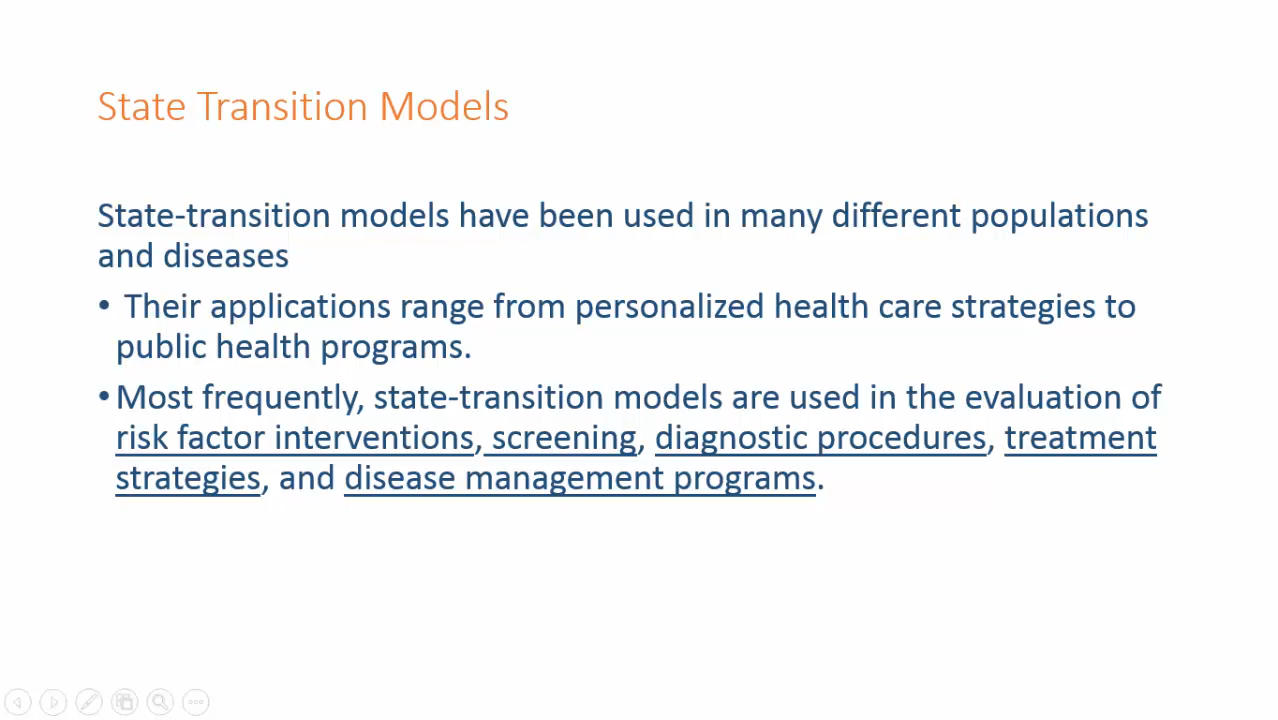 State Transition Models
State-transition models have been used in many different populations
and diseases
• Their applications range from personalized health care strategies to
public health programs.
• Most frequently, state-transition models are used in the evaluation of
risk factor interventions, screening, diagnostic procedures, treatment
strategies, and disease management programs.